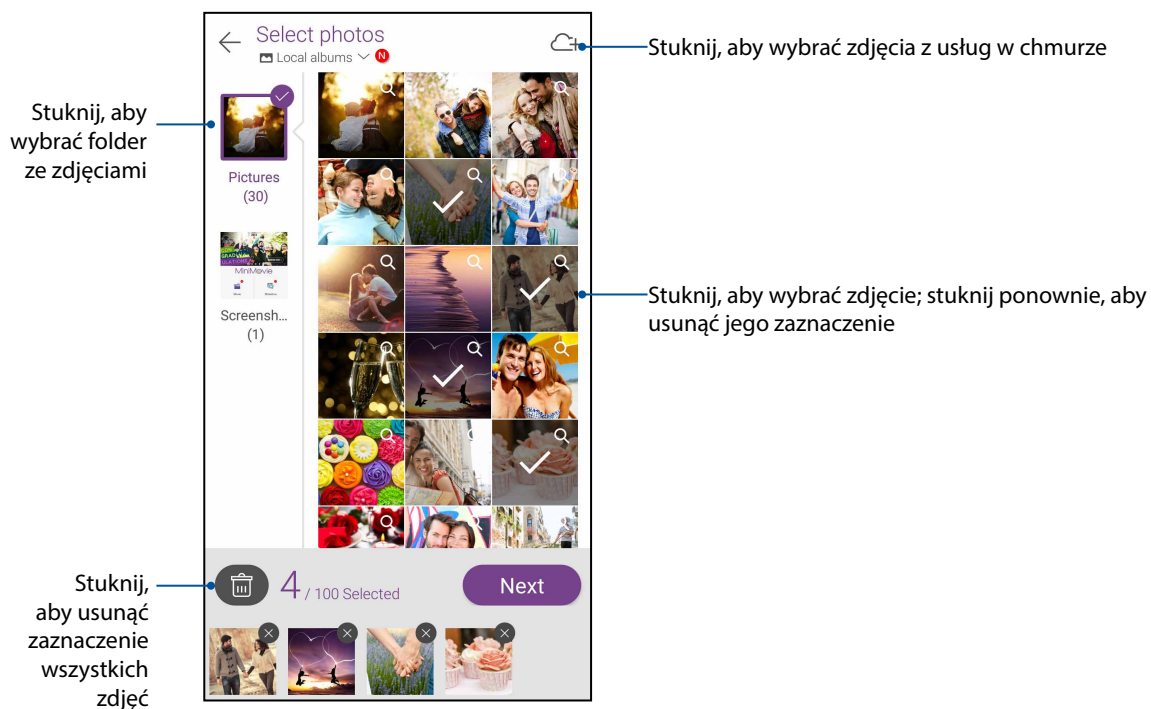 Select photos
Local albums
N
Stuknij, aby wybrać zdjęcia z usług w chmurze
Stuknij, aby
wybrać folder
ze zdjęciami
Pictures
(30)
MiniMovie
Screensh...
(1)
Stuknij, aby wybrać zdjęcie; stuknij ponownie, aby
usunąć jego zaznaczenie
Stuknij,
aby usunąć
zaznaczenie
wszystkich
zdjęć
4 / 100 Selected
Next